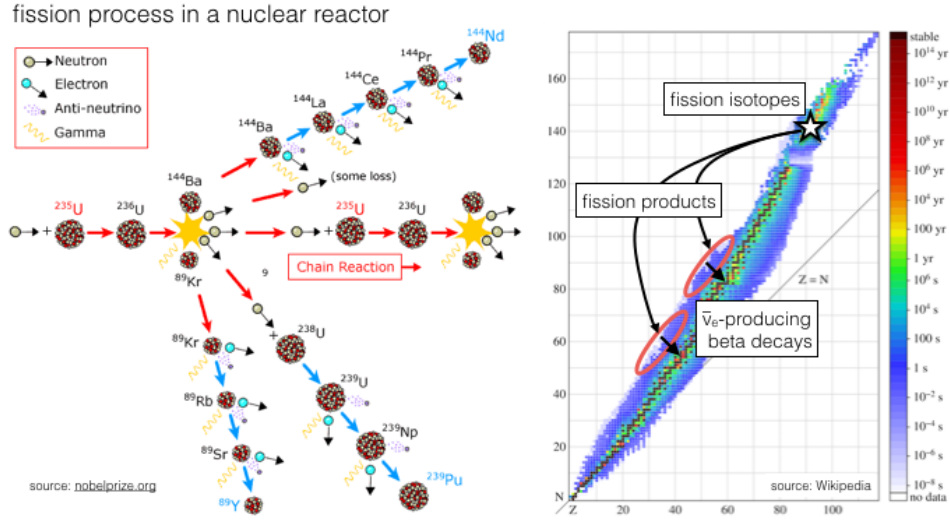 fission process in a nuclear reactor
Neutron
Electron
Anti-neutrino
Gamma
¹⁴⁴Nd
¹⁴⁴Pr
¹⁴⁴Ce
¹⁴⁴La
¹⁴⁴Ba
(some loss)
¹⁴⁴Ba
²³⁵U
²³⁶U
+
²³⁵U
²³⁶U
+
Chain Reaction
⁸⁹Kr
9
+
²³⁸U
⁸⁹Kr
²³⁹U
⁸⁹Rb
²³⁹Np
⁸⁹Sr
²³⁹Pu
⁸⁹Y
source: nobelprize.org
fission isotopes
fission products
Z = N
ν̅ₑ-producing
beta decays
160
140
120
100
80
60
40
20
N
Z
20
40
60
80
100
source: Wikipedia
stable
10¹⁴ yr
10¹² yr
10¹⁰ yr
10⁸ yr
10⁶ yr
10⁴ yr
100 yr
1 yr
10⁶ s
10⁴ s
100 s
1 s
10⁻² s
10⁻⁴ s
10⁻⁶ s
10⁻⁸ s
no data